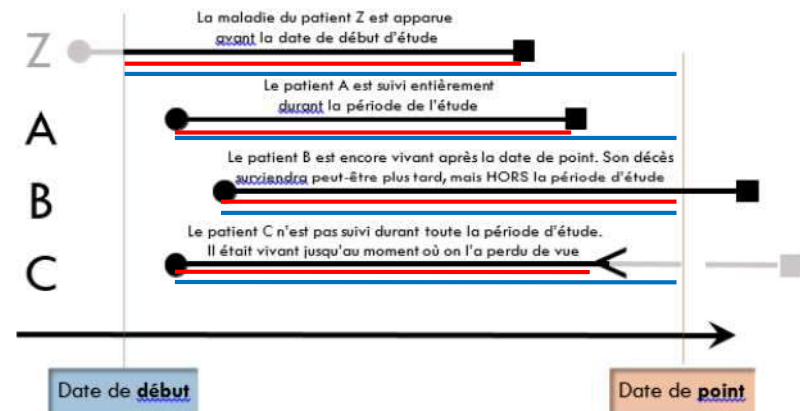 La maladie du patient Z est apparue
avant la date de début d'étude
Z
Le patient A est suivi entièrement
durant la période de l'étude
A
Le patient B est encore vivant après la date de point. Son décès
surviendra peut-être plus tard, mais HORS la période d'étude
B
Le patient C n'est pas suivi durant toute la période d'étude.
Il était vivant jusqu'au moment où on l'a perdu de vue
C
Date de début
Date de point